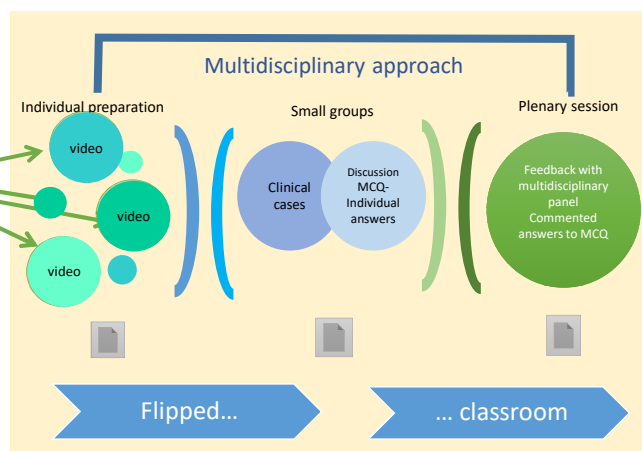 Multidisciplinary approach
Individual preparation
Small groups
Plenary session
video
video
video
Clinical
cases
Discussion
MCQ-
Individual
answers
Feedback with
multidisciplinary
panel
Commented
answers to MCQ
Flipped...
... classroom